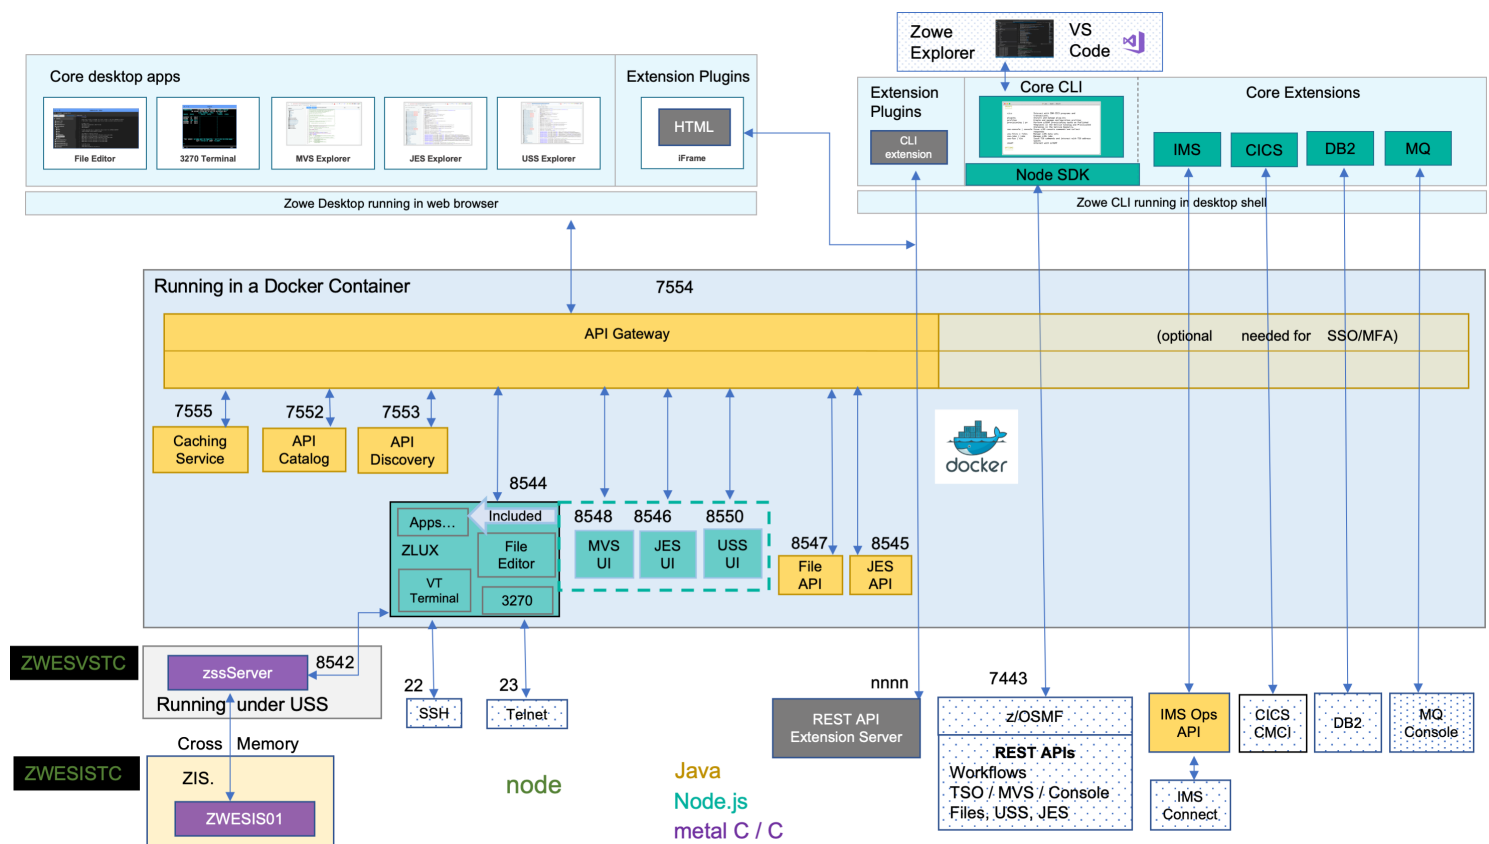 Zowe
Explorer
VS
Code
Core desktop apps
Extension Plugins
File Editor
3270 Terminal
MVS Explorer
JES Explorer
USS Explorer
HTML
iFrame
Zowe Desktop running in web browser
Extension
Plugins
CLI
extension
Core CLI
Node SDK
Core Extensions
IMS
CICS
DB2
MQ
Zowe CLI running in desktop shell
Running in a Docker Container
7554
API Gateway
(optional needed for SSO/MFA)
7555
7552
7553
Caching
Service
API
Catalog
API
Discovery
docker
8544
Apps...
Included
ZLUX
File
Editor
VT
Terminal
3270
8548
8546
8550
MVS
UI
JES
UI
USS
UI
8547
8545
File
API
JES
API
ZWESVSTC
zssServer
8542
Running under USS
22
SSH
23
Telnet
nnnn
REST API
Extension Server
7443
z/OSMF
REST APIs
Workflows
TSO / MVS / Console
Files, USS, JES
IMS Ops
API
CICS
CMCI
DB2
MQ
Console
IMS
Connect
Cross Memory
ZWESISTC
ZIS.
ZWESIS01
node
Java
Node.js
metal C / C